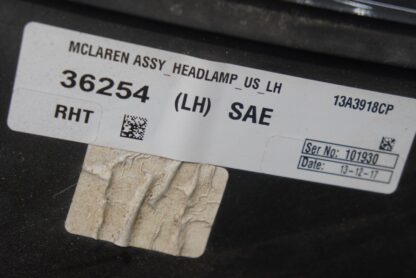 MCLAREN ASSY_HEADLAMP_US_LH
13A3918CP
36254 (LH) SAE
RHT
Ser No: 101930
Date: 13-12-17